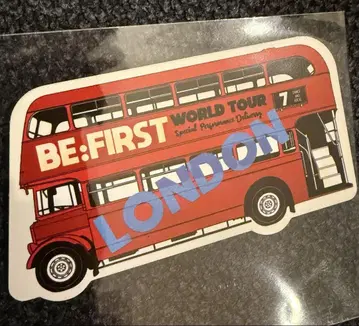 BE:FIRST
WORLD TOUR
Special Performance Delivery
7
LONDON